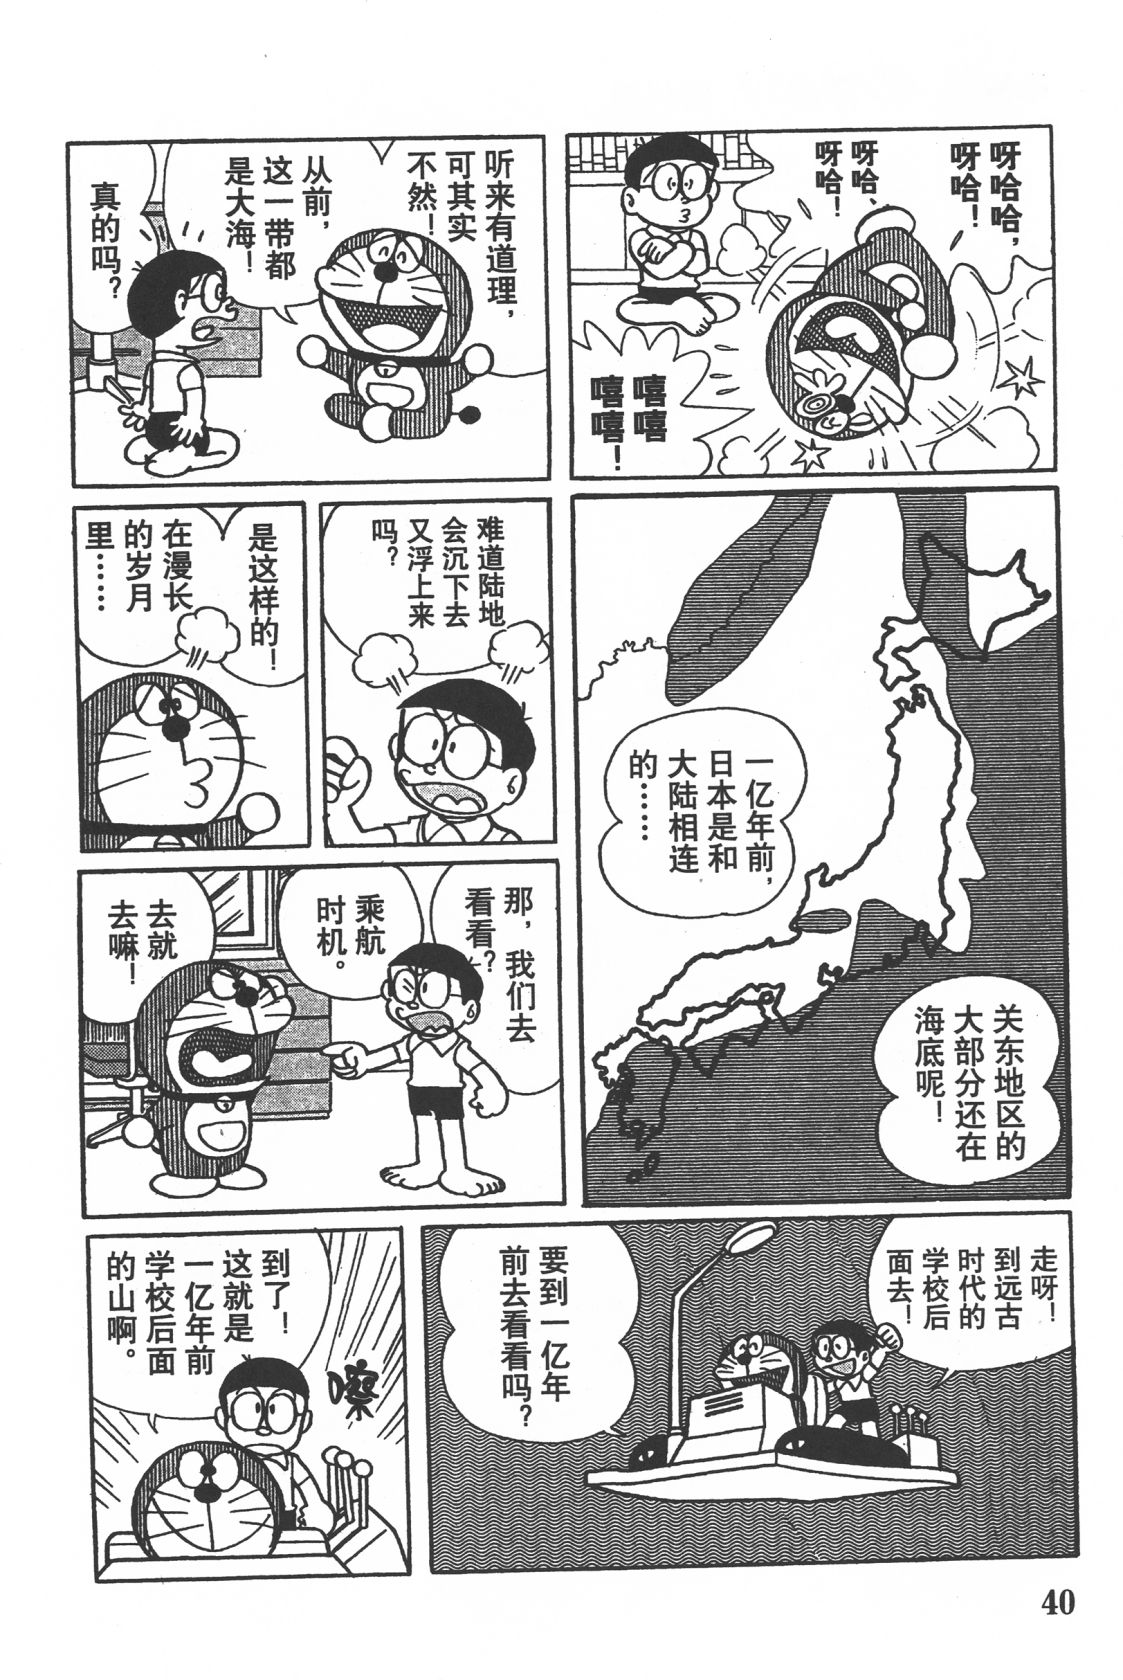 呀哈哈，
呀哈！
呀哈、
呀哈！
嘻嘻
嘻嘻！
听来有道理，
可其实
不然！
从前，
这一带都
是大海！
真的吗？
一亿年前，
日本是和
大陆相连
的……
关东地区的
大部分还在
海底呢！
难道陆地
会沉下去
又浮上来
吗？
是这样的！
在漫长
的岁月
里……
那，我们去
看看？
乘航
时机。
去就
去嘛！
走呀！
到远古
时代的
学校后
面去！
要到一亿年
前去看看吗？
到了！
这就是
一亿年前
学校后面
的山啊。
嚓
40